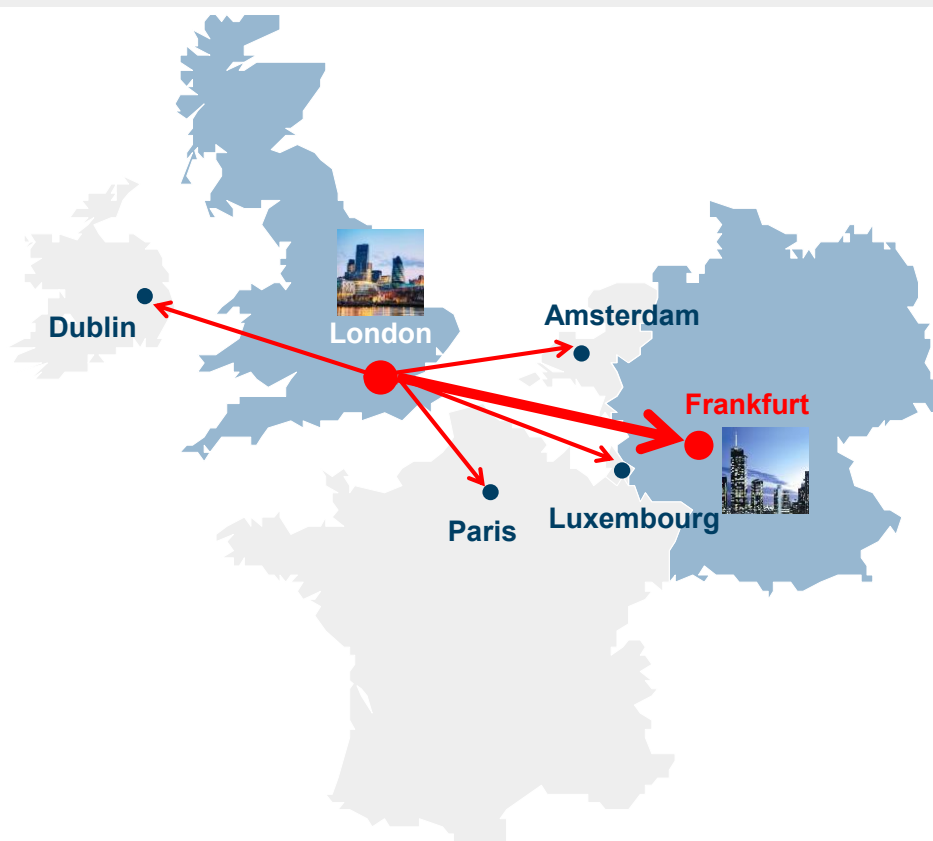 Dublin
London
Amsterdam
Frankfurt
Paris
Luxembourg